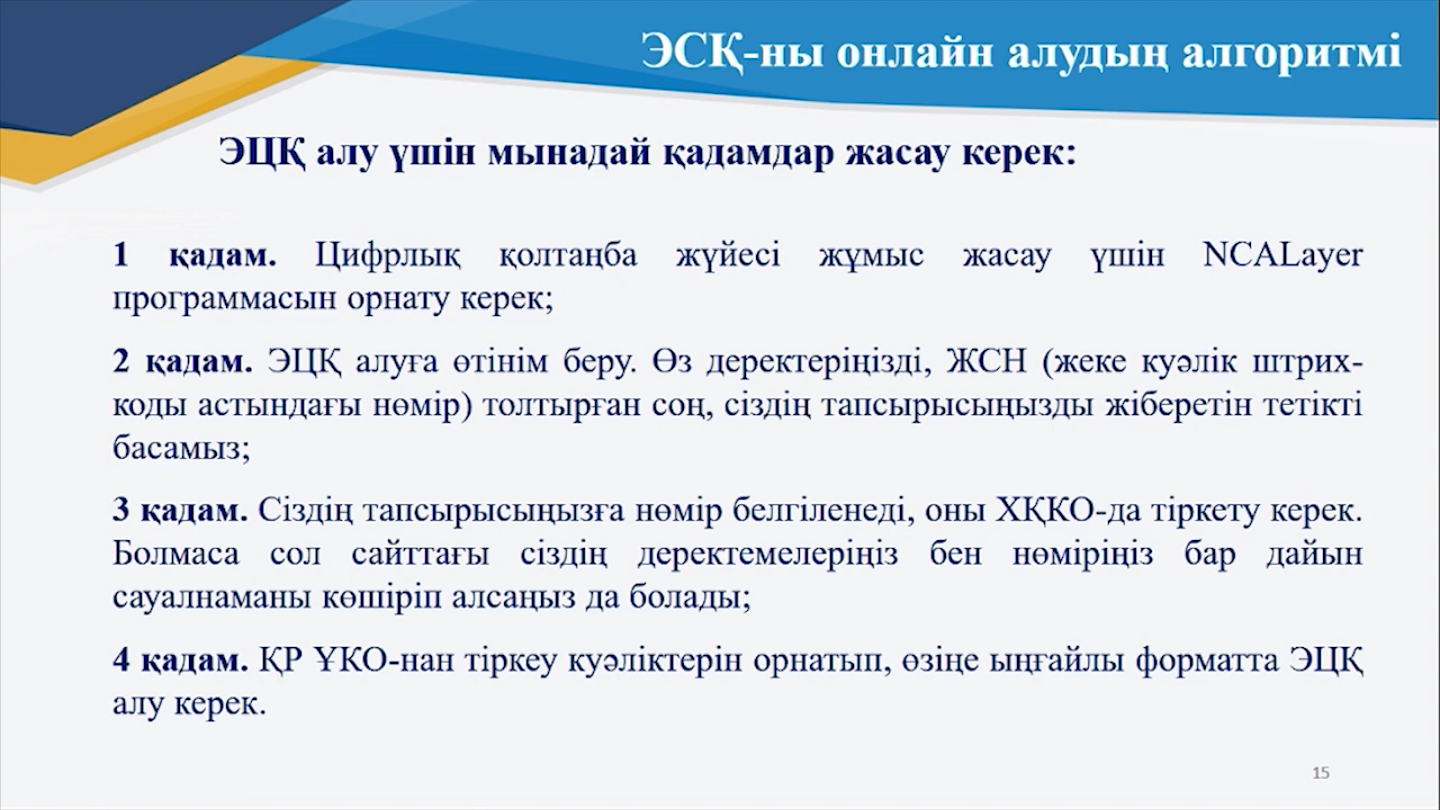 ЭСҚ-ны онлайн алудың алгоритмі
ЭЦҚ алу үшін мынадай қадамдар жасау керек:
1 қадам. Цифрлық қолтаңба жүйесі жұмыс жасау үшін NCALayer
программасын орнату керек;
2 қадам. ЭЦҚ алуға өтінім беру. Өз деректеріңізді, ЖСН (жеке куәлік штрих-
коды астындағы нөмір) толтырған соң, сіздің тапсырысыңызды жіберетін тетікті
басамыз;
3 қадам. Сіздің тапсырысыңызға нөмір белгіленеді, оны ХҚКО-да тіркету керек.
Болмаса сол сайттағы сіздің деректемелеріңіз бен нөміріңіз бар дайын
сауалнаманы көшіріп алсаңыз да болады;
4 қадам. ҚР ҰКО-нан тіркеу куәліктерін орнатып, өзіңе ыңғайлы форматта ЭЦҚ
алу керек.
15